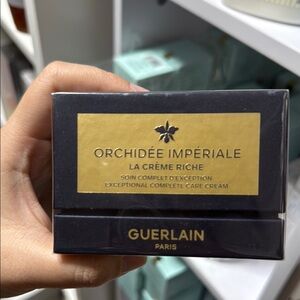 ORCHIDÉE IMPÉRIALE
LA CRÈME RICHE
SOIN COMPLET D'EXCEPTION
EXCEPTIONAL COMPLETE CARE CREAM
GUERLAIN
PARIS